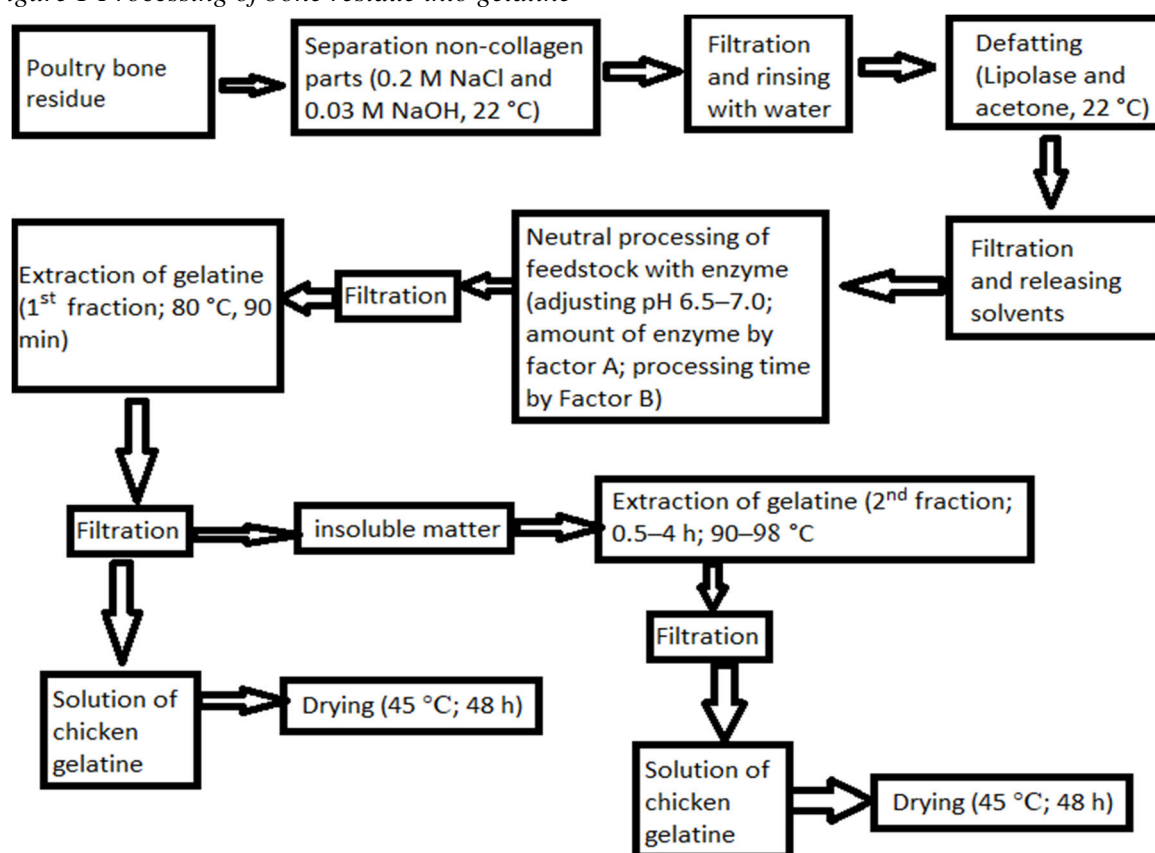 Poultry bone
residue
Separation non-collagen
parts (0.2 M NaCl and
0.03 M NaOH, 22 °C)
Filtration
and rinsing
with water
Defatting
(Lipolase and
acetone, 22 °C)
Filtration
and releasing
solvents
Neutral processing of
feedstock with enzyme
(adjusting pH 6.5–7.0;
amount of enzyme by
factor A; processing time
by Factor B)
Filtration
Extraction of gelatine
(1st fraction; 80 °C, 90
min)
Filtration
insoluble matter
Extraction of gelatine (2nd fraction;
0.5–4 h; 90–98 °C
Filtration
Solution of
chicken
gelatine
Drying (45 °C; 48 h)
Solution of
chicken
gelatine
Drying (45 °C; 48 h)